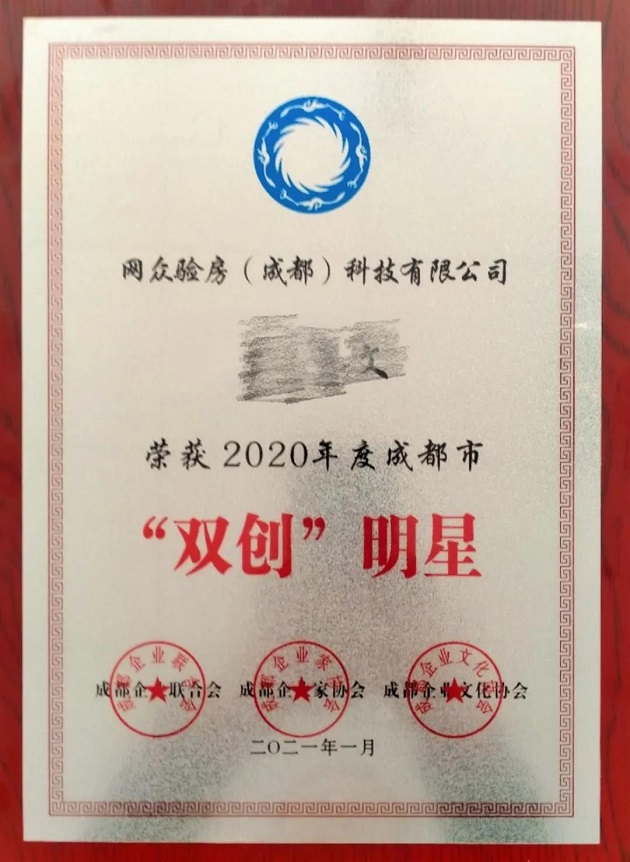 网众验房（成都）科技有限公司
荣获2020年度成都市
“双创”明星
成都企业联合会 成都企业家协会 成都企业文化协会
二〇二一年一月